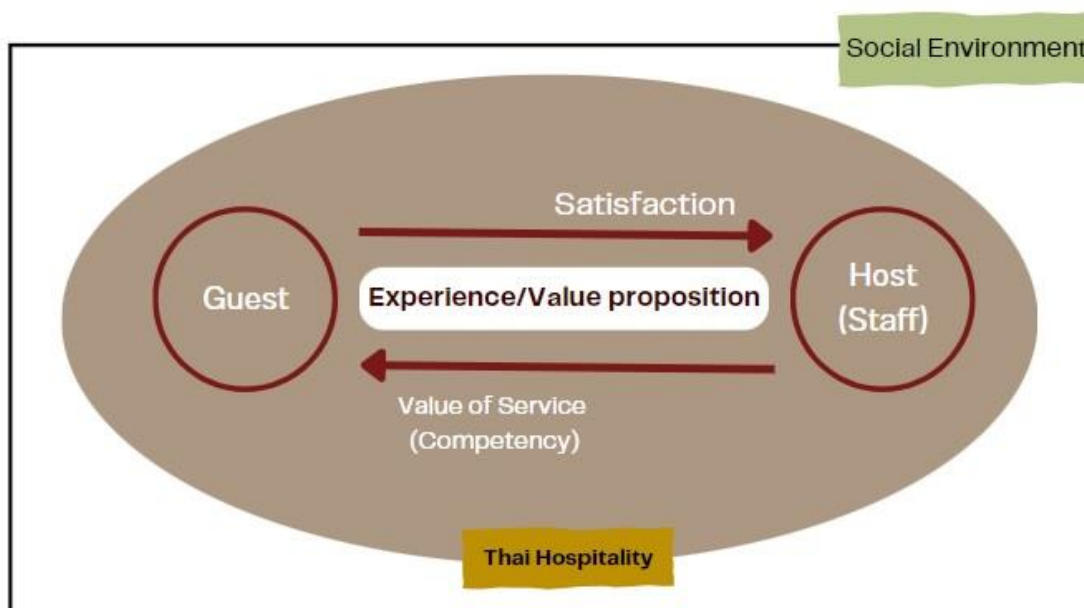 Social Environment
Satisfaction
Guest
Experience/Value proposition
Host
(Staff)
Value of Service
(Competency)
Thai Hospitality